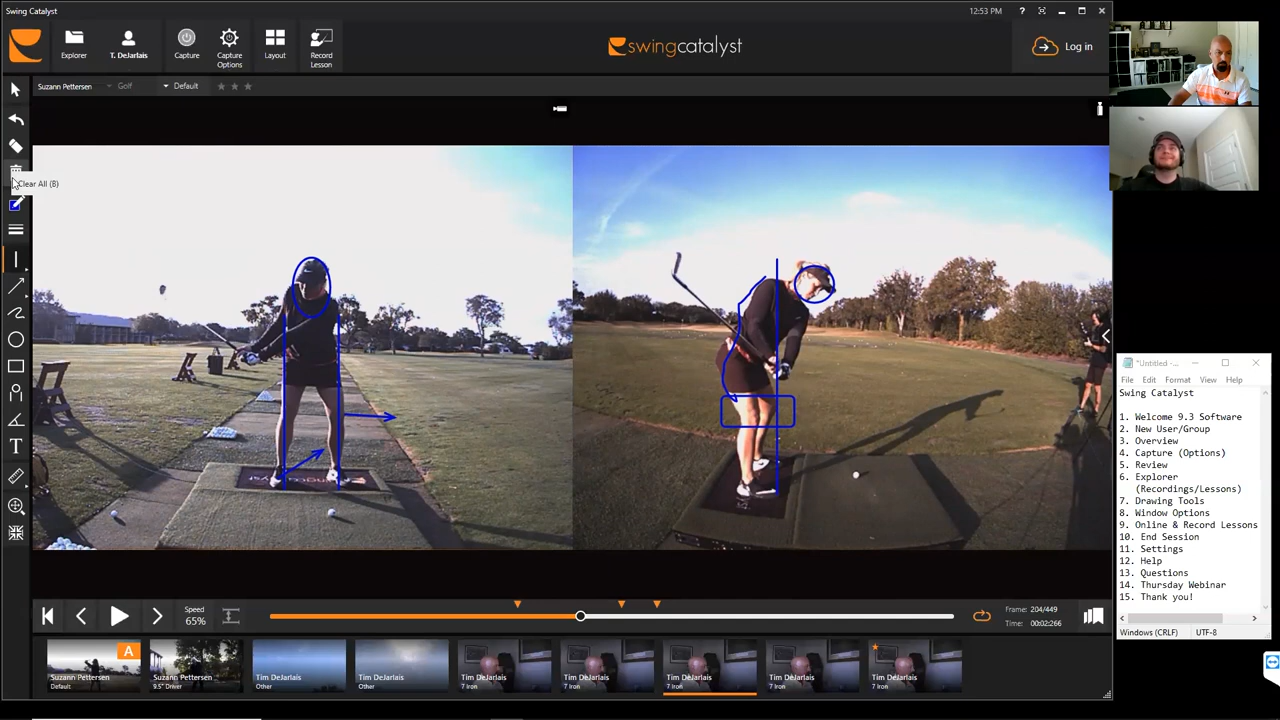 Swing Catalyst
12:53 PM
?
Explorer
T. DeJarlais
Capture
Capture
Options
Layout
Record
Lesson
swingcatalyst
Log in
Suzann Pettersen
Golf
Default
Clear All (B)
T
Speed
65%
Frame: 204/449
Time: 00:02:266
A
Suzann Pettersen
Default
Suzann Pettersen
9.5° Driver
Tim DeJarlais
Other
Tim DeJarlais
Other
Tim DeJarlais
7 Iron
Tim DeJarlais
7 Iron
Tim DeJarlais
7 Iron
Tim DeJarlais
7 Iron
Tim DeJarlais
7 Iron
*Untitled -...
File Edit Format View Help
Swing Catalyst
1. Welcome 9.3 Software
2. New User/Group
3. Overview
4. Capture (Options)
5. Review
6. Explorer
(Recordings/Lessons)
7. Drawing Tools
8. Window Options
9. Online & Record Lessons
10. End Session
11. Settings
12. Help
13. Questions
14. Thursday Webinar
15. Thank you!
Windows (CRLF) UTF-8